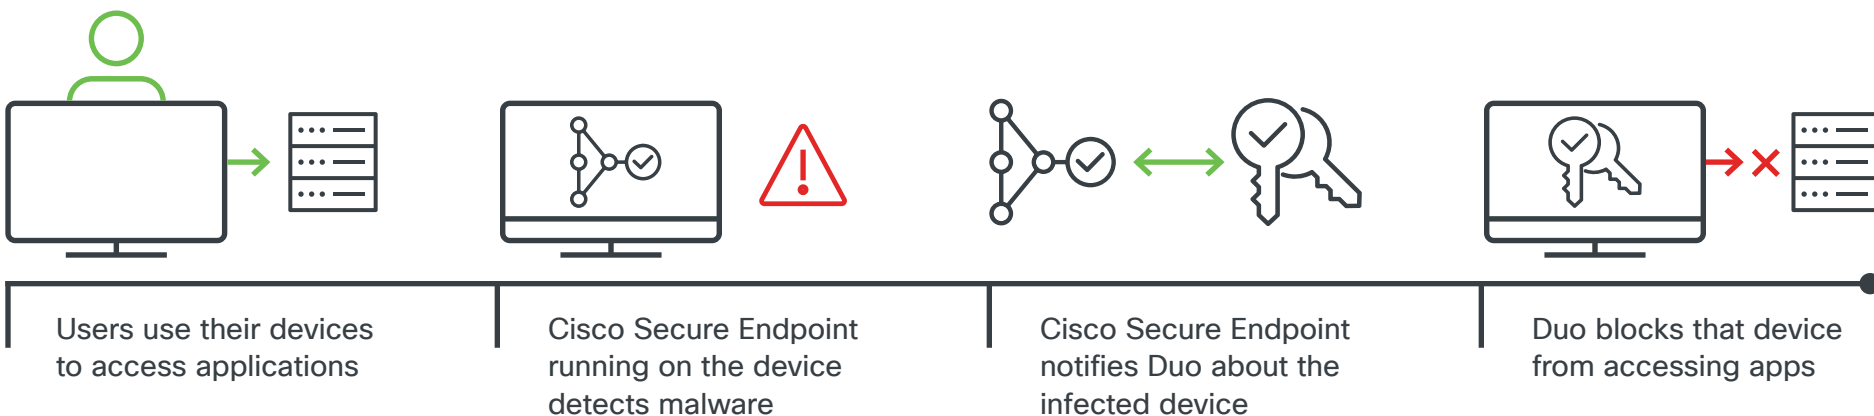 Users use their devices
to access applications
Cisco Secure Endpoint
running on the device
detects malware
Cisco Secure Endpoint
notifies Duo about the
infected device
Duo blocks that device
from accessing apps